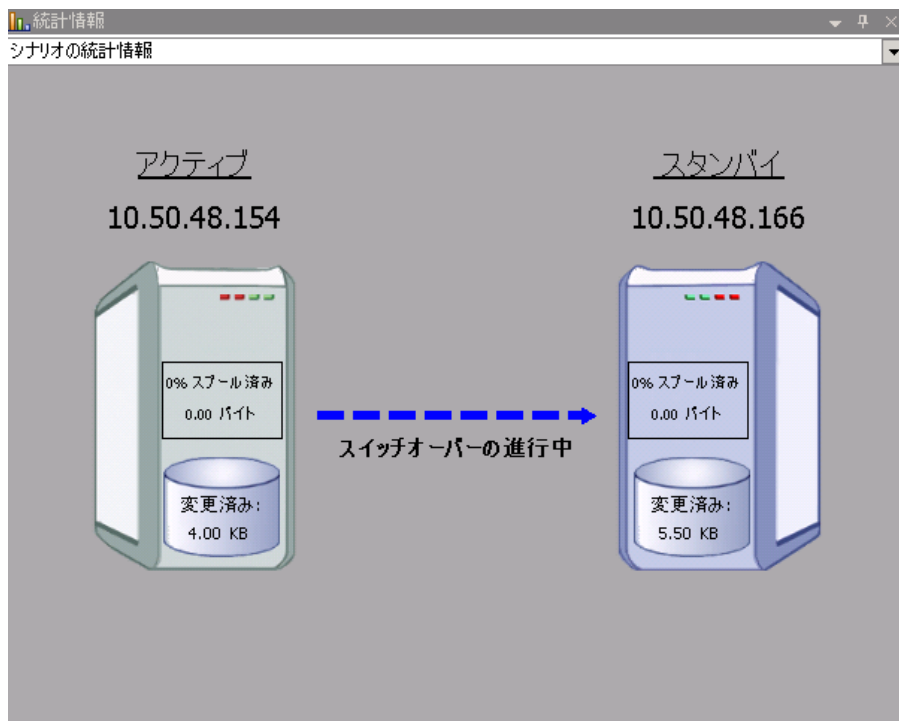 統計情報
シナリオの統計情報
アクティブ
スタンバイ
10.50.48.154
10.50.48.166
0% スプール済み
0.00 バイト
0% スプール済み
0.00 バイト
スイッチオーバーの進行中
変更済み:
4.00 KB
変更済み:
5.50 KB